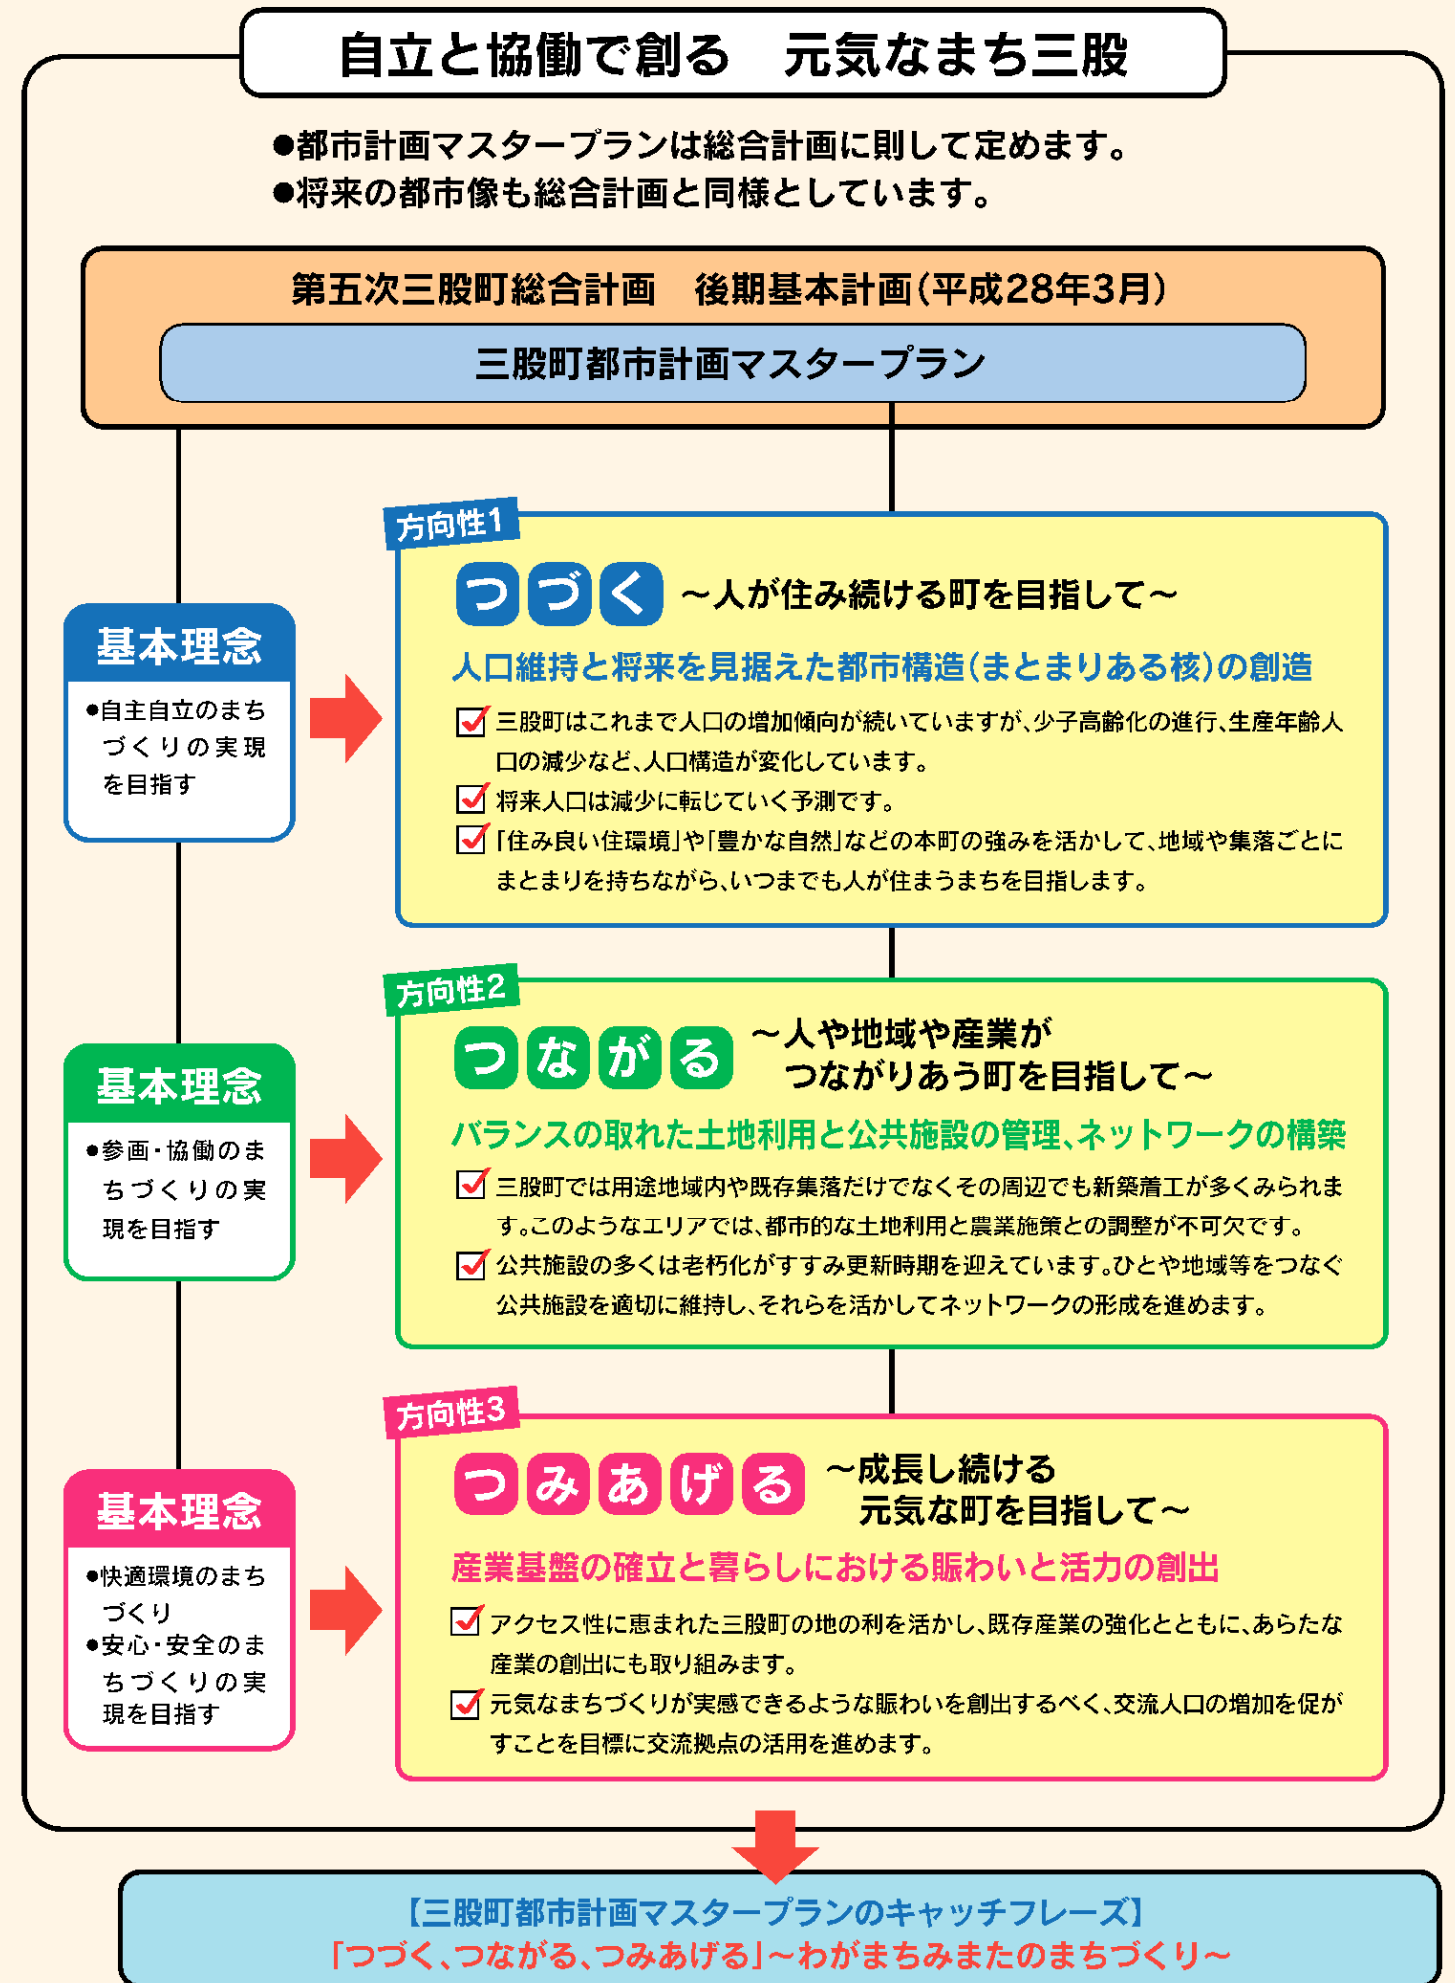 自立と協働で創る　元気なまち三股
●都市計画マスタープランは総合計画に則して定めます。
●将来の都市像も総合計画と同様としています。
第五次三股町総合計画　後期基本計画(平成28年3月)
三股町都市計画マスタープラン
基本理念
●自主自立のまち
づくりの実現
を目指す
方向性1
つづく ～人が住み続ける町を目指して～
人口維持と将来を見据えた都市構造(まとまりある核)の創造
三股町はこれまで人口の増加傾向が続いていますが、少子高齢化の進行、生産年齢人
口の減少など、人口構造が変化しています。
将来人口は減少に転じていく予測です。
「住み良い住環境」や「豊かな自然」などの本町の強みを活かして、地域や集落ごとに
まとまりを持ちながら、いつまでも人が住まうまちを目指します。
基本理念
●参画・協働のま
ちづくりの実
現を目指す
方向性2
つながる ～人や地域や産業が
つながりあう町を目指して～
バランスの取れた土地利用と公共施設の管理、ネットワークの構築
三股町では用途地域内や既存集落だけでなくその周辺でも新築着工が多くみられま
す。このようなエリアでは、都市的な土地利用と農業施策との調整が不可欠です。
公共施設の多くは老朽化がすすみ更新時期を迎えています。ひとや地域等をつなぐ
公共施設を適切に維持し、それらを活かしてネットワークの形成を進めます。
基本理念
●快適環境のまち
づくり
●安心・安全のま
ちづくりの実
現を目指す
方向性3
つみあげる ～成長し続ける
元気な町を目指して～
産業基盤の確立と暮らしにおける賑わいと活力の創出
アクセス性に恵まれた三股町の地の利を活かし、既存産業の強化とともに、あらたな
産業の創出にも取り組みます。
元気なまちづくりが実感できるような賑わいを創出するべく、交流人口の増加を促が
すことを目標に交流拠点の活用を進めます。
【三股町都市計画マスタープランのキャッチフレーズ】
「つづく、つながる、つみあげる」～わがまちみまたのまちづくり～